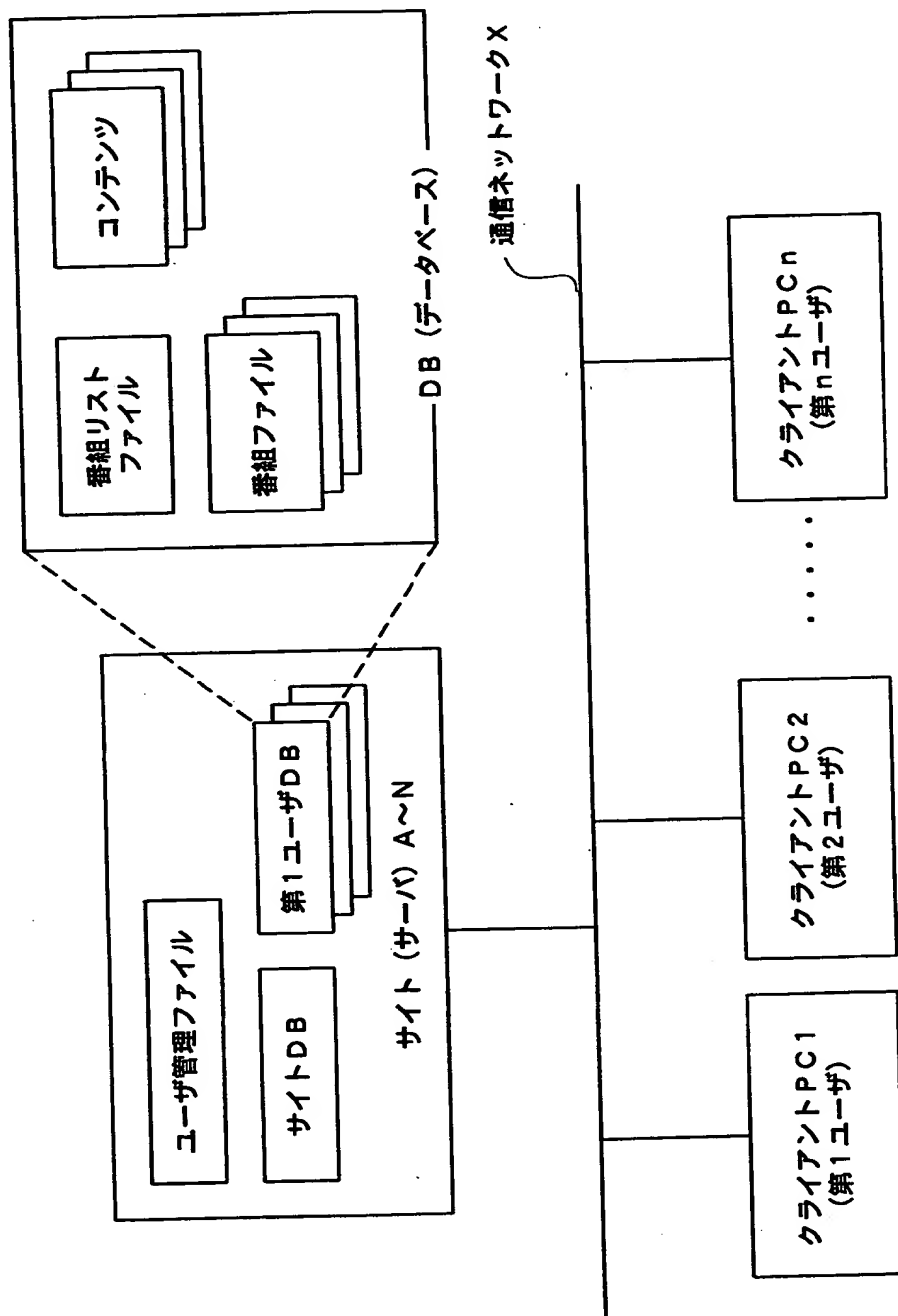 ユーザ管理ファイル
サイトDB
第1ユーザDB
サイト(サーバ)A〜N
番組リスト
ファイル
コンテンツ
番組ファイル
DB(データベース)
通信ネットワークX
クライアントPC1
(第1ユーザ)
クライアントPC2
(第2ユーザ)
・・・・・・
クライアントPCn
(第nユーザ)